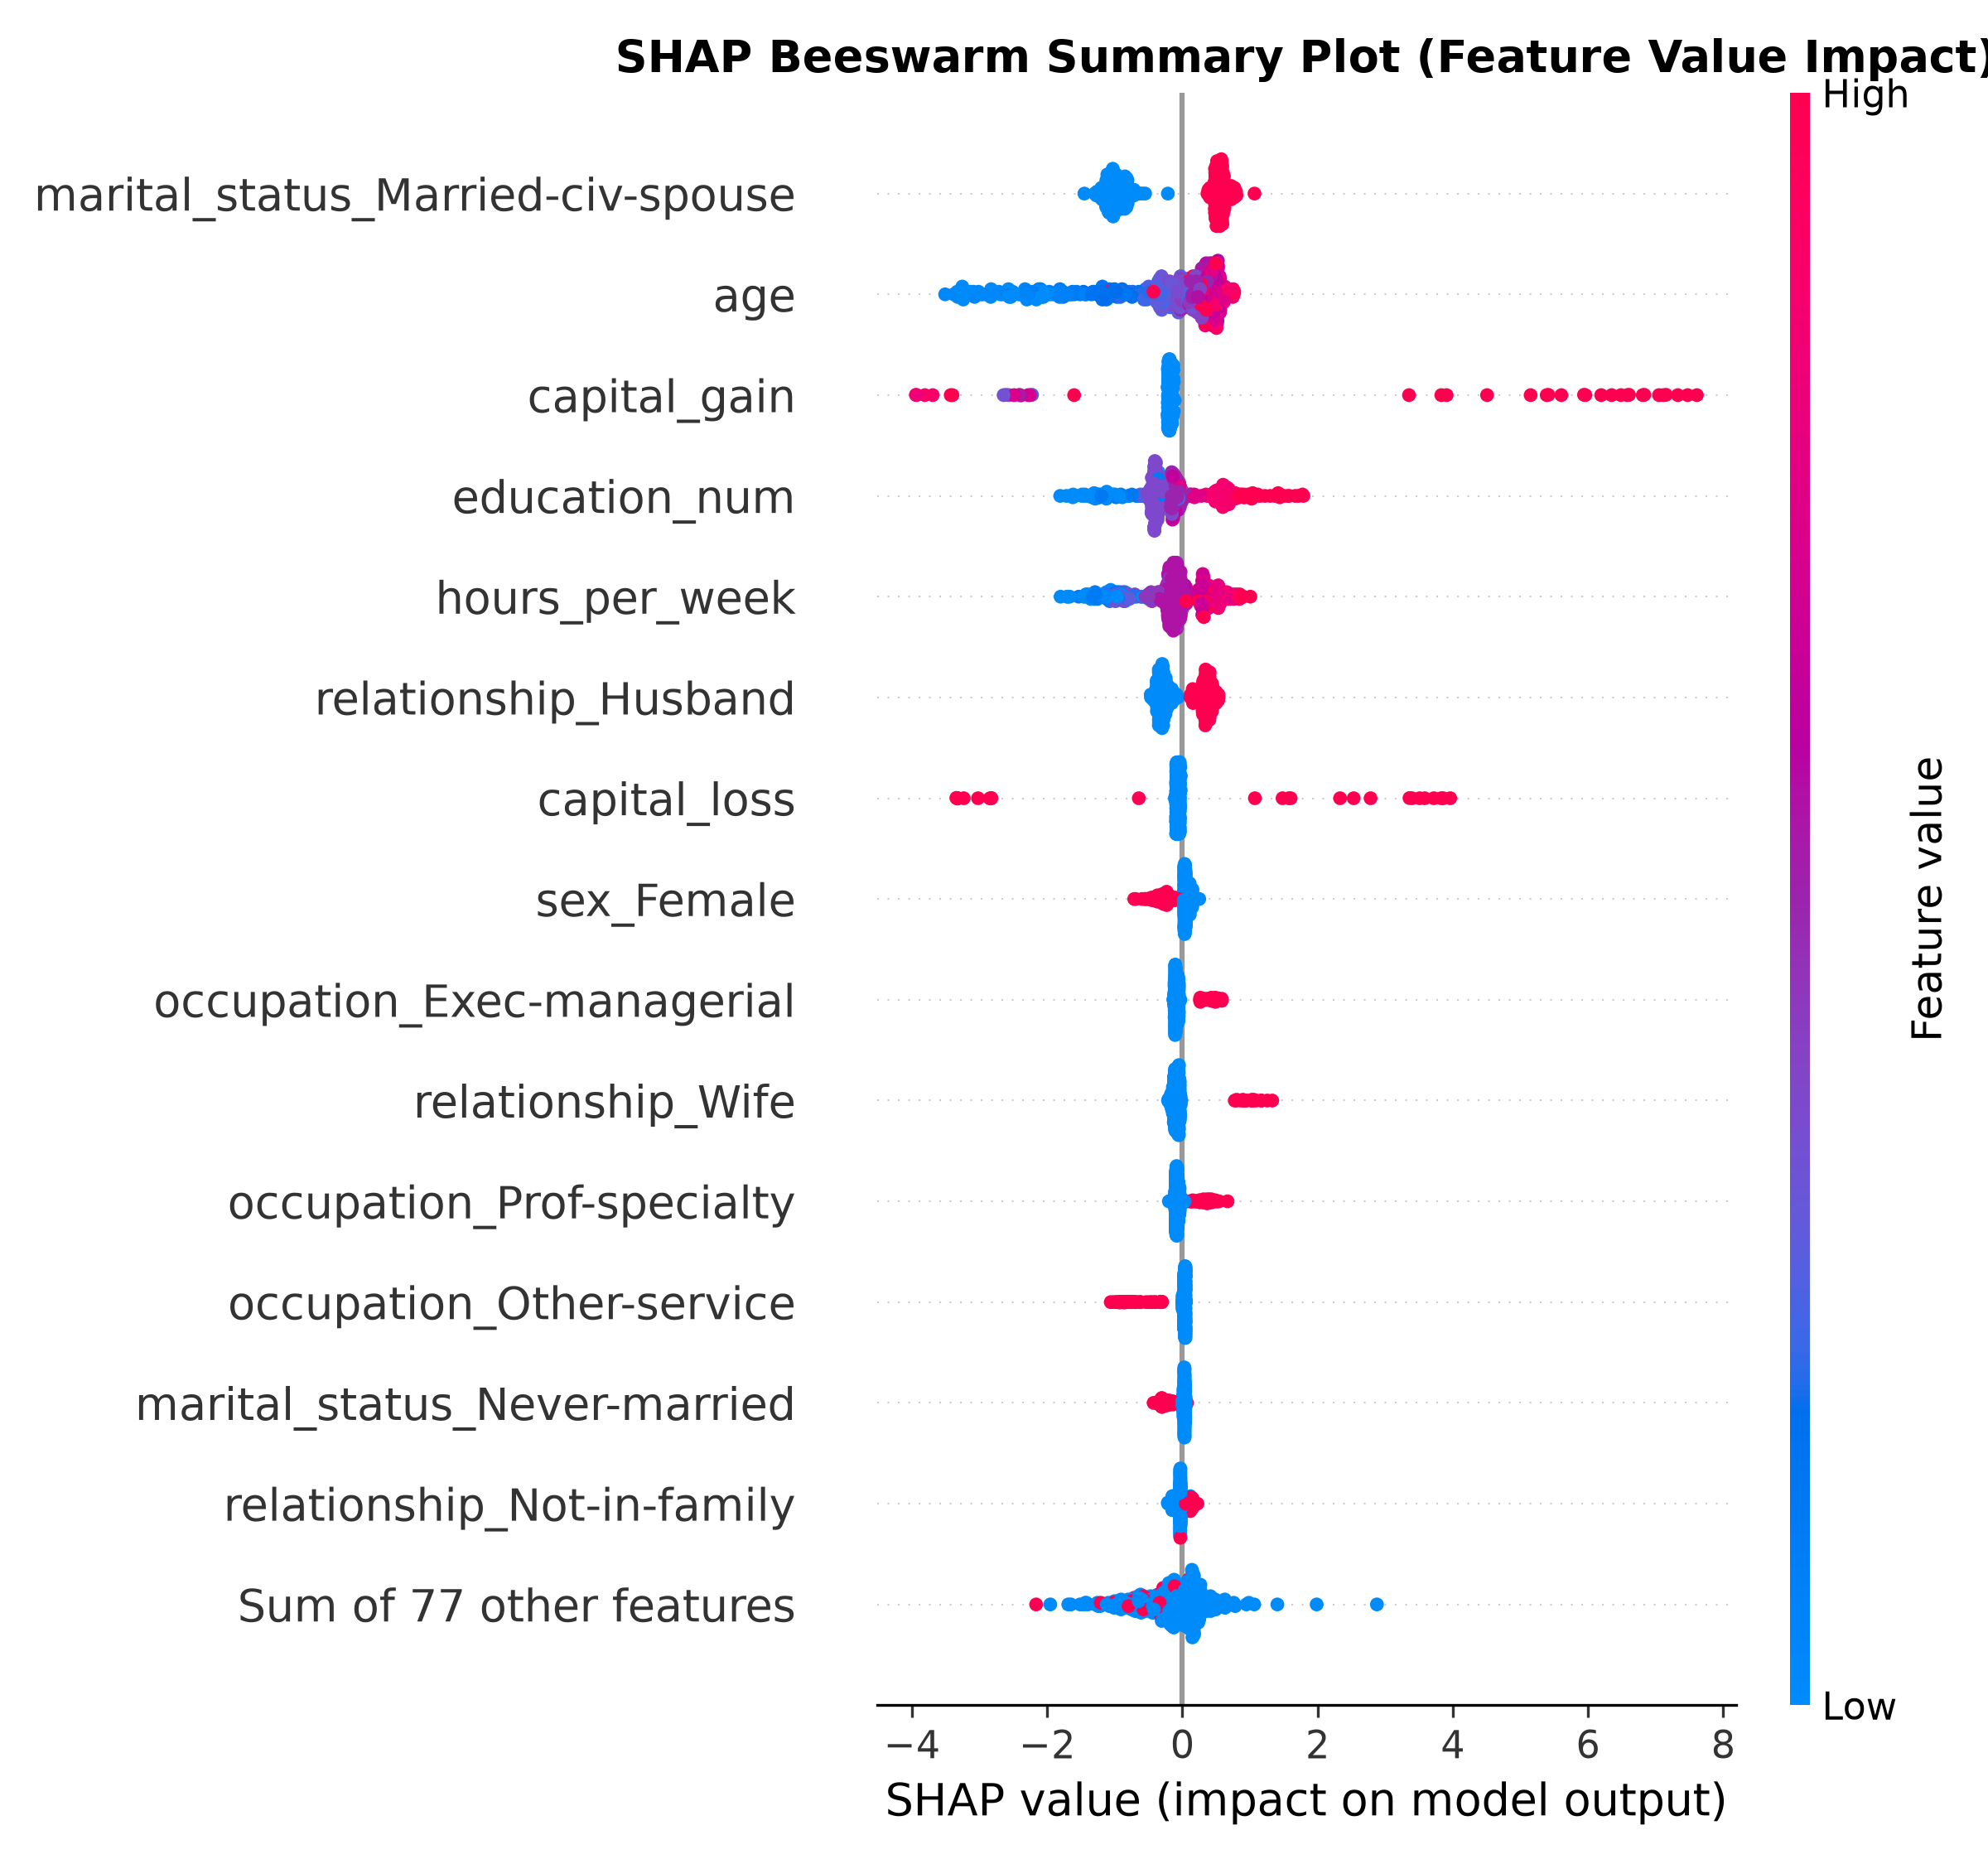 SHAP Beeswarm Summary Plot (Feature Value Impact)
High
marital_status_Married-civ-spouse
age
capital_gain
education_num
hours_per_week
relationship_Husband
capital_loss
sex_Female
occupation_Exec-managerial
relationship_Wife
occupation_Prof-specialty
occupation_Other-service
marital_status_Never-married
relationship_Not-in-family
Sum of 77 other features
Feature value
Low
−4 −2 0 2 4 6 8
SHAP value (impact on model output)